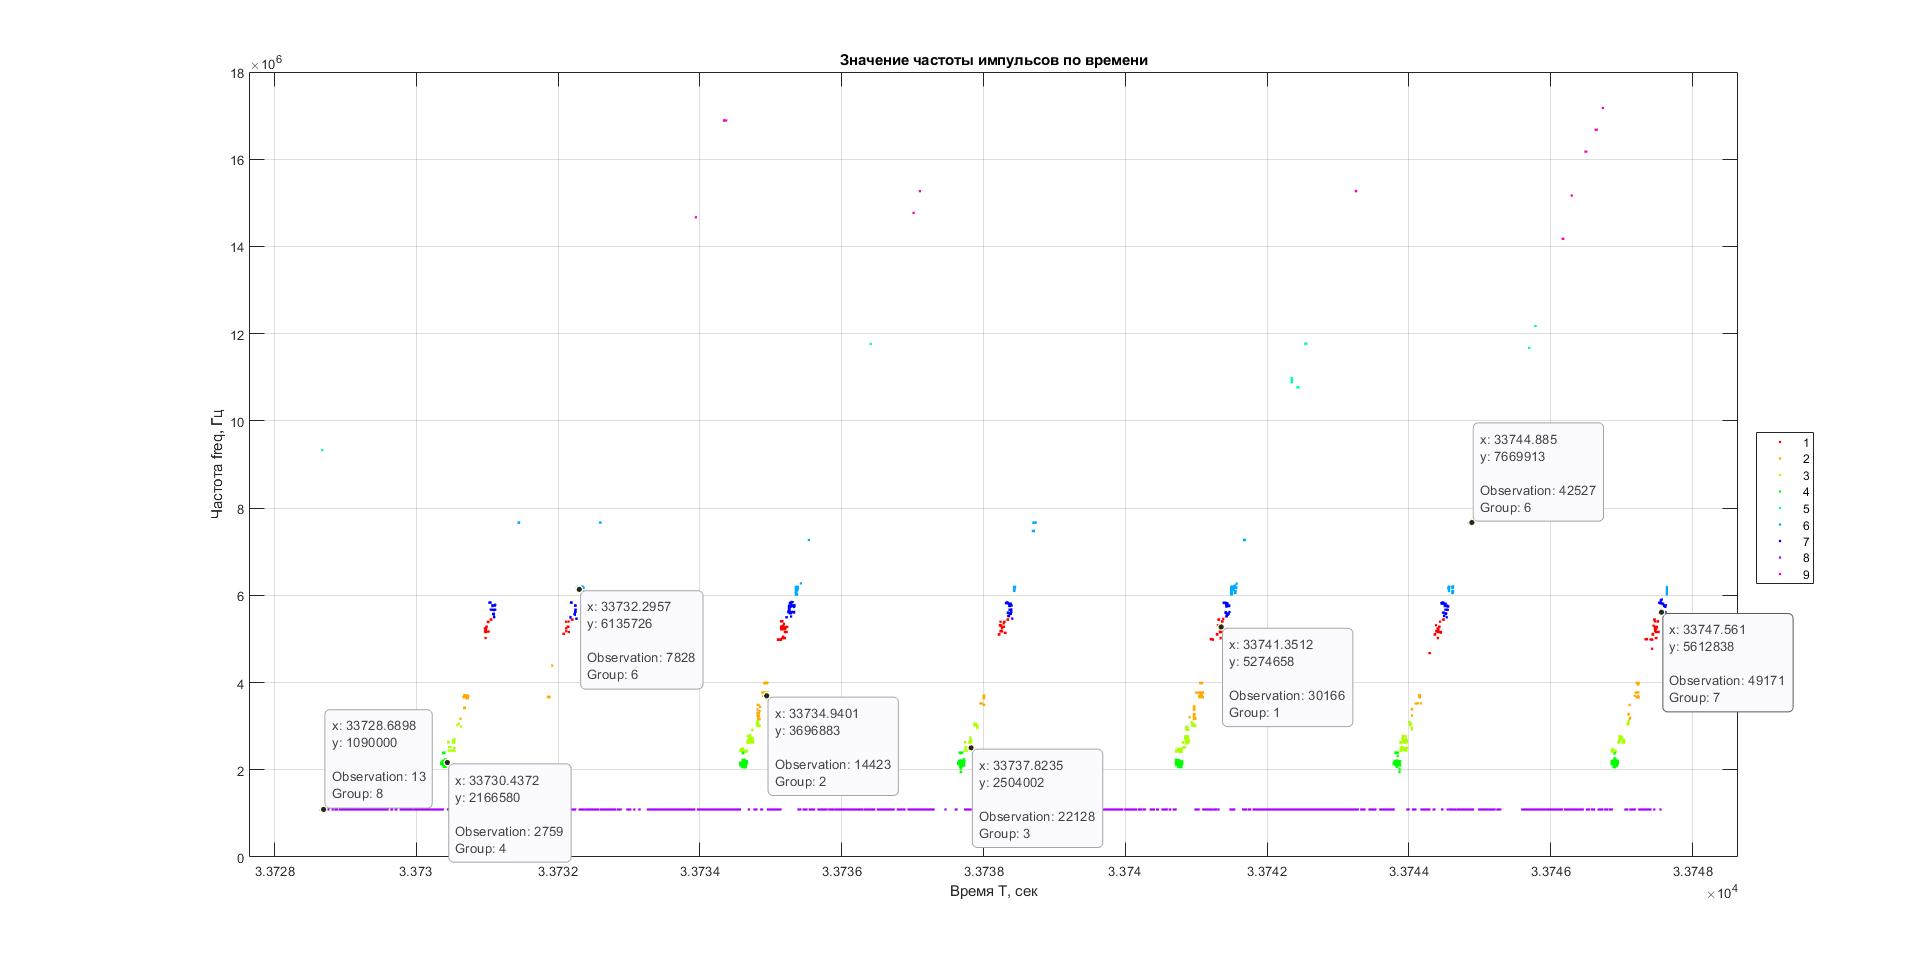 Значение частоты импульсов по времени
×10⁶
18
16
14
12
10
8
6
4
2
0
Частота freq, Гц
x: 33728.6898
y: 1090000
Observation: 13
Group: 8
x: 33730.4372
y: 2166580
Observation: 2759
Group: 4
x: 33732.2957
y: 6135726
Observation: 7828
Group: 6
x: 33734.9401
y: 3696883
Observation: 14423
Group: 2
x: 33737.8235
y: 2504002
Observation: 22128
Group: 3
x: 33741.3512
y: 5274658
Observation: 30166
Group: 1
x: 33744.885
y: 7669913
Observation: 42527
Group: 6
x: 33747.561
y: 5612838
Observation: 49171
Group: 7
1
2
3
4
5
6
7
8
9
3.3728 3.373 3.3732 3.3734 3.3736 3.3738 3.374 3.3742 3.3744 3.3746 3.3748
×10⁴
Время T, сек